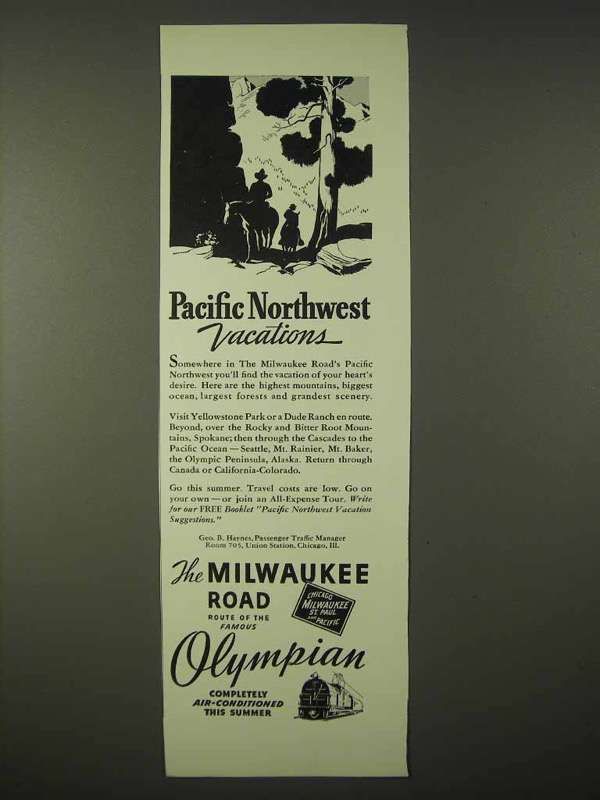 Pacific Northwest
Vacations
Somewhere in The Milwaukee Road's Pacific
Northwest you'll find the vacation of your heart's
desire. Here are the highest mountains, biggest
ocean, largest forests and grandest scenery.
Visit Yellowstone Park or a Dude Ranch en route.
Beyond, over the Rocky and Bitter Root Moun-
tains, Spokane; then through the Cascades to the
Pacific Ocean — Seattle, Mt. Rainier, Mt. Baker,
the Olympic Peninsula, Alaska. Return through
Canada or California-Colorado.
Go this summer. Travel costs are low. Go on
your own — or join an All-Expense Tour. Write
for our FREE Booklet "Pacific Northwest Vacation
Suggestions."
Geo. B. Haynes, Passenger Traffic Manager
Room 705, Union Station, Chicago, Ill.
The MILWAUKEE
ROAD
ROUTE OF THE
FAMOUS
CHICAGO
MILWAUKEE
ST. PAUL
AND PACIFIC
Olympian
COMPLETELY
AIR-CONDITIONED
THIS SUMMER